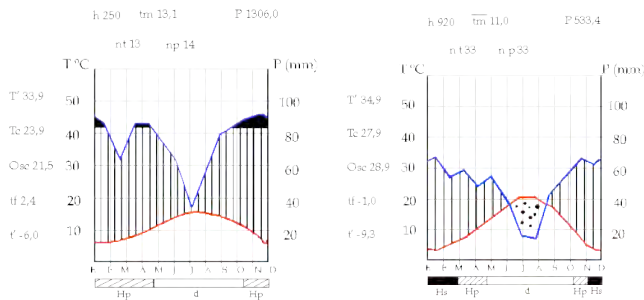 h 250 tm 13,1 P 1306,0
nt 13 np 14
T °C P (mm)
T' 33,9
Tc 23,9
Osc 21,5
tf 2,4
t' -6,0
50
40
30
20
10
100
80
60
40
20
E F M A M J J A S O N D
Hp d Hp
h 920 tm 11,0 P 533,4
nt 33 np 33
T °C P (mm)
T' 34,9
Tc 27,9
Osc 28,9
tf -1,0
t' -9,3
50
40
30
20
10
100
80
60
40
20
E F M A M J J A S O N D
Hs Hp d Hp Hs